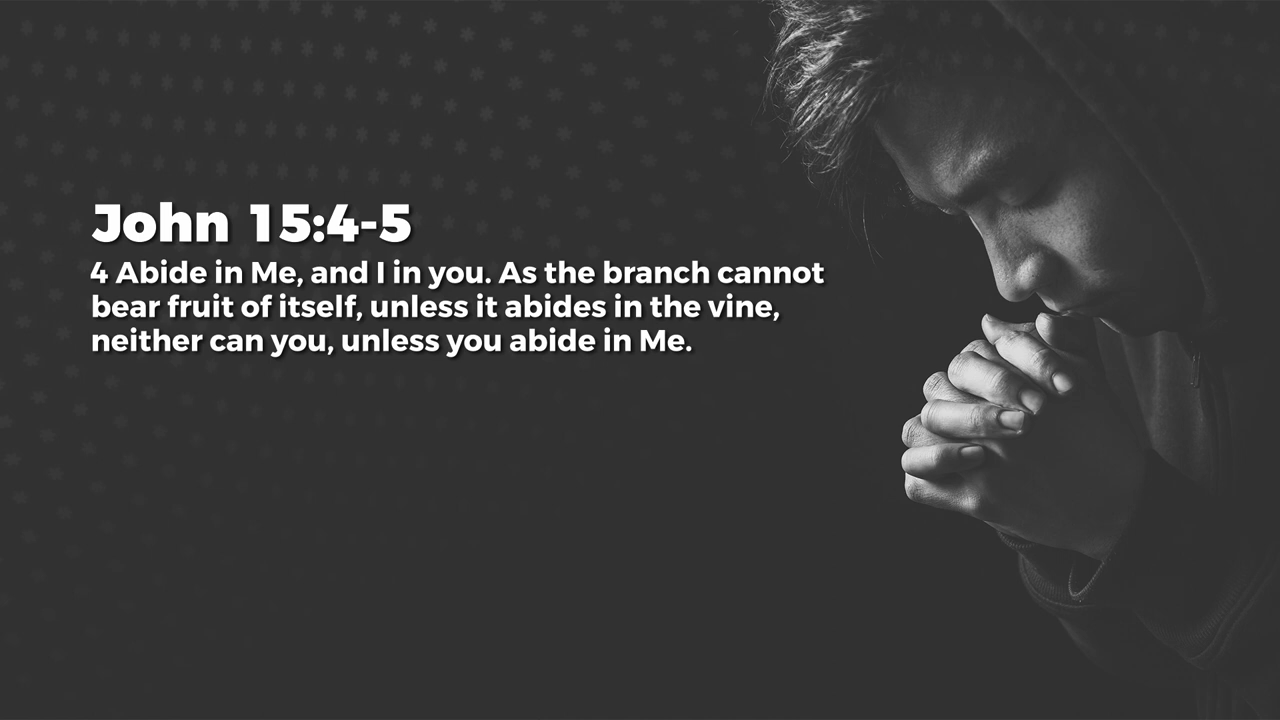 John 15:4-5
4 Abide in Me, and I in you. As the branch cannot
bear fruit of itself, unless it abides in the vine,
neither can you, unless you abide in Me.